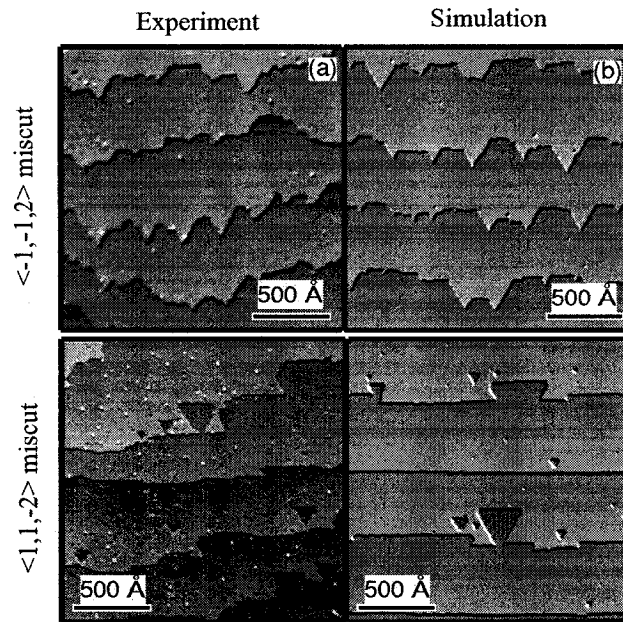 Experiment
Simulation
<-1,-1,2> miscut
(a)
(b)
500 Å
500 Å
<1,1,-2> miscut
500 Å
500 Å